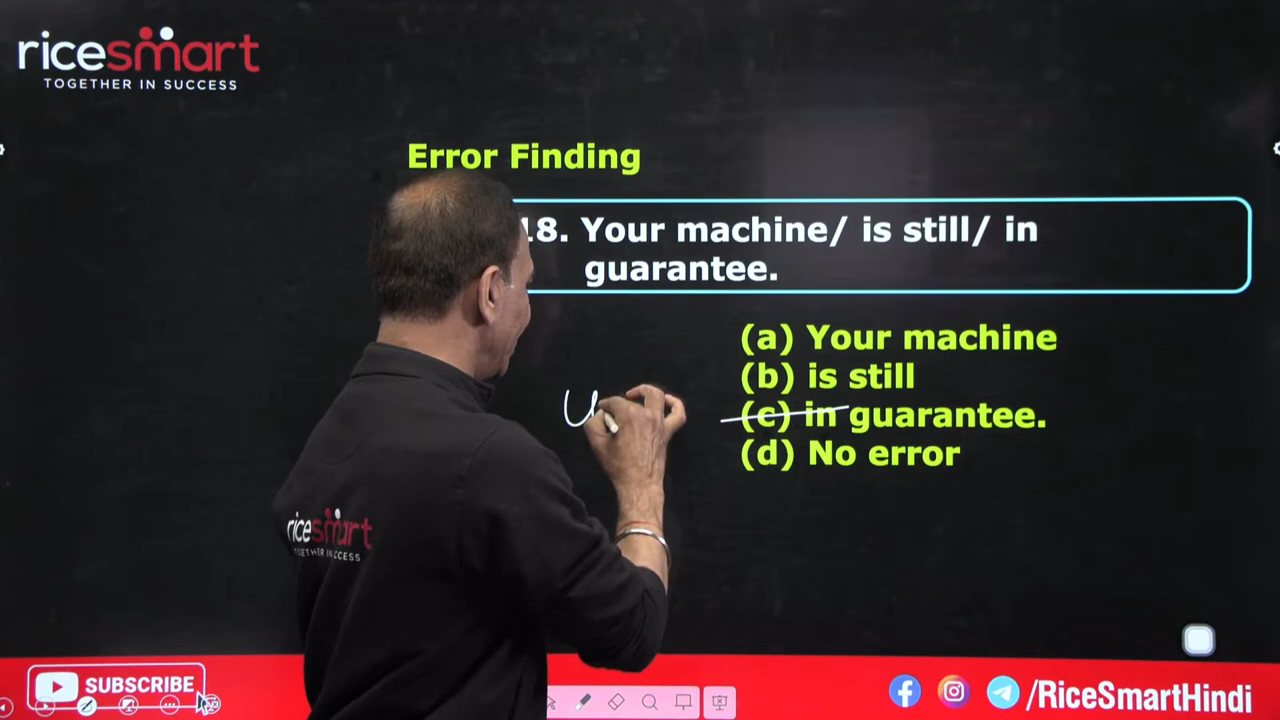 ricesmart
TOGETHER IN SUCCESS
Error Finding
18. Your machine/ is still/ in
guarantee.
(a) Your machine
(b) is still
(c) in guarantee.
(d) No error
U
ricesmart
TOGETHER IN SUCCESS
SUBSCRIBE
/RiceSmartHindi